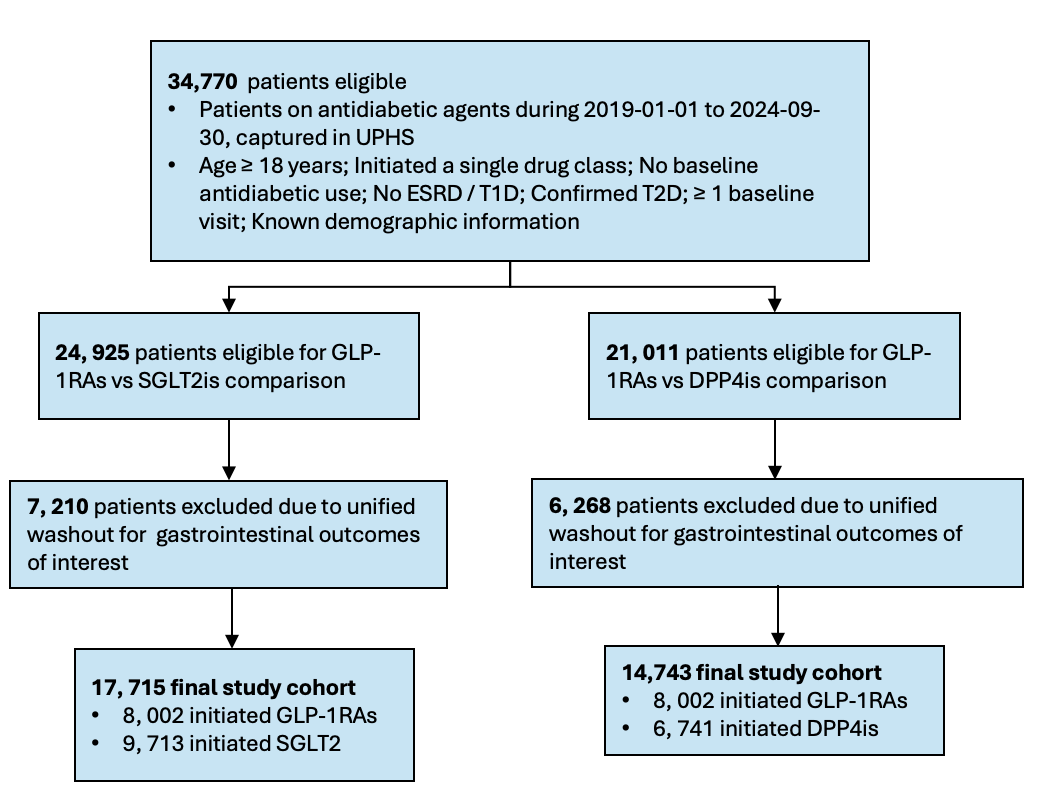 34,770 patients eligible
• Patients on antidiabetic agents during 2019-01-01 to 2024-09-
30, captured in UPHS
• Age ≥ 18 years; Initiated a single drug class; No baseline
antidiabetic use; No ESRD / T1D; Confirmed T2D; ≥ 1 baseline
visit; Known demographic information
24, 925 patients eligible for GLP-
1RAs vs SGLT2is comparison
21, 011 patients eligible for GLP-
1RAs vs DPP4is comparison
7, 210 patients excluded due to unified
washout for gastrointestinal outcomes
of interest
6, 268 patients excluded due to unified
washout for gastrointestinal outcomes of
interest
17, 715 final study cohort
• 8, 002 initiated GLP-1RAs
• 9, 713 initiated SGLT2
14,743 final study cohort
• 8, 002 initiated GLP-1RAs
• 6, 741 initiated DPP4is